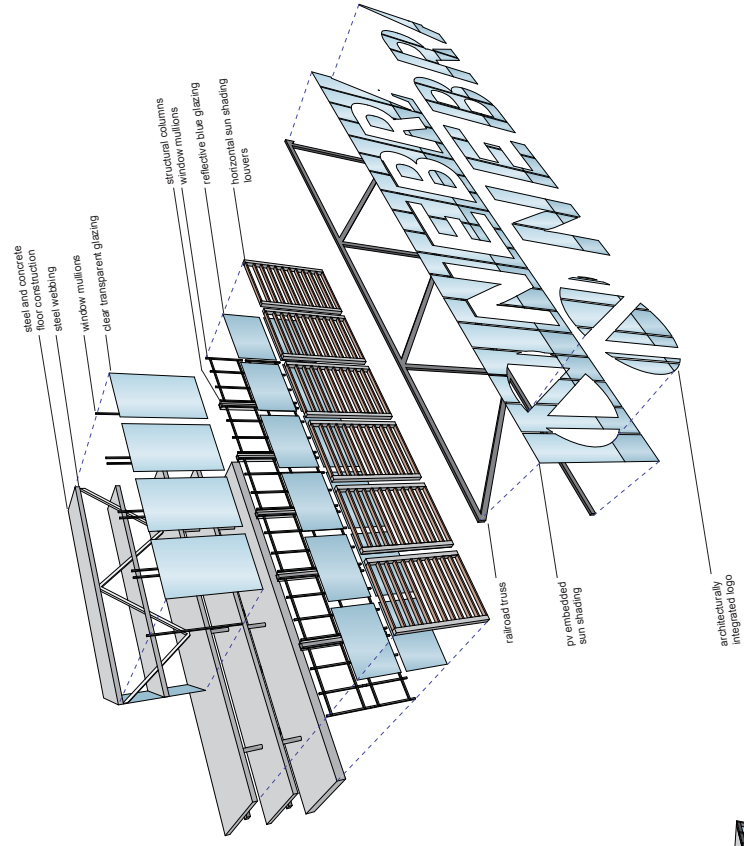 steel and concrete
floor construction
steel webbing
window mullions
clear transparent glazing
structural columns
window mullions
reflective blue glazing
horizontal sun shading
louvers
railroad truss
pv embedded
sun shading
architecturally
integrated logo